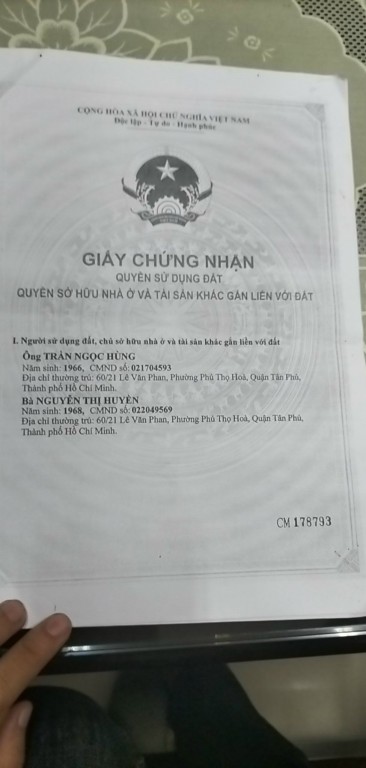 CỘNG HÒA XÃ HỘI CHỦ NGHĨA VIỆT NAM
Độc lập - Tự do - Hạnh phúc
GIẤY CHỨNG NHẬN
QUYỀN SỬ DỤNG ĐẤT
QUYỀN SỞ HỮU NHÀ Ở VÀ TÀI SẢN KHÁC GẮN LIỀN VỚI ĐẤT
I. Người sử dụng đất, chủ sở hữu nhà ở và tài sản khác gắn liền với đất
Ông TRẦN NGỌC HÙNG
Năm sinh: 1966, CMND số: 021704593
Địa chỉ thường trú: 60/21 Lê Văn Phan, Phường Phú Thọ Hoà, Quận Tân Phú,
Thành phố Hồ Chí Minh.
Bà NGUYỄN THỊ HUYỀN
Năm sinh: 1968, CMND số: 022049569
Địa chỉ thường trú: 60/21 Lê Văn Phan, Phường Phú Thọ Hoà, Quận Tân Phú,
Thành phố Hồ Chí Minh.
CM 178793